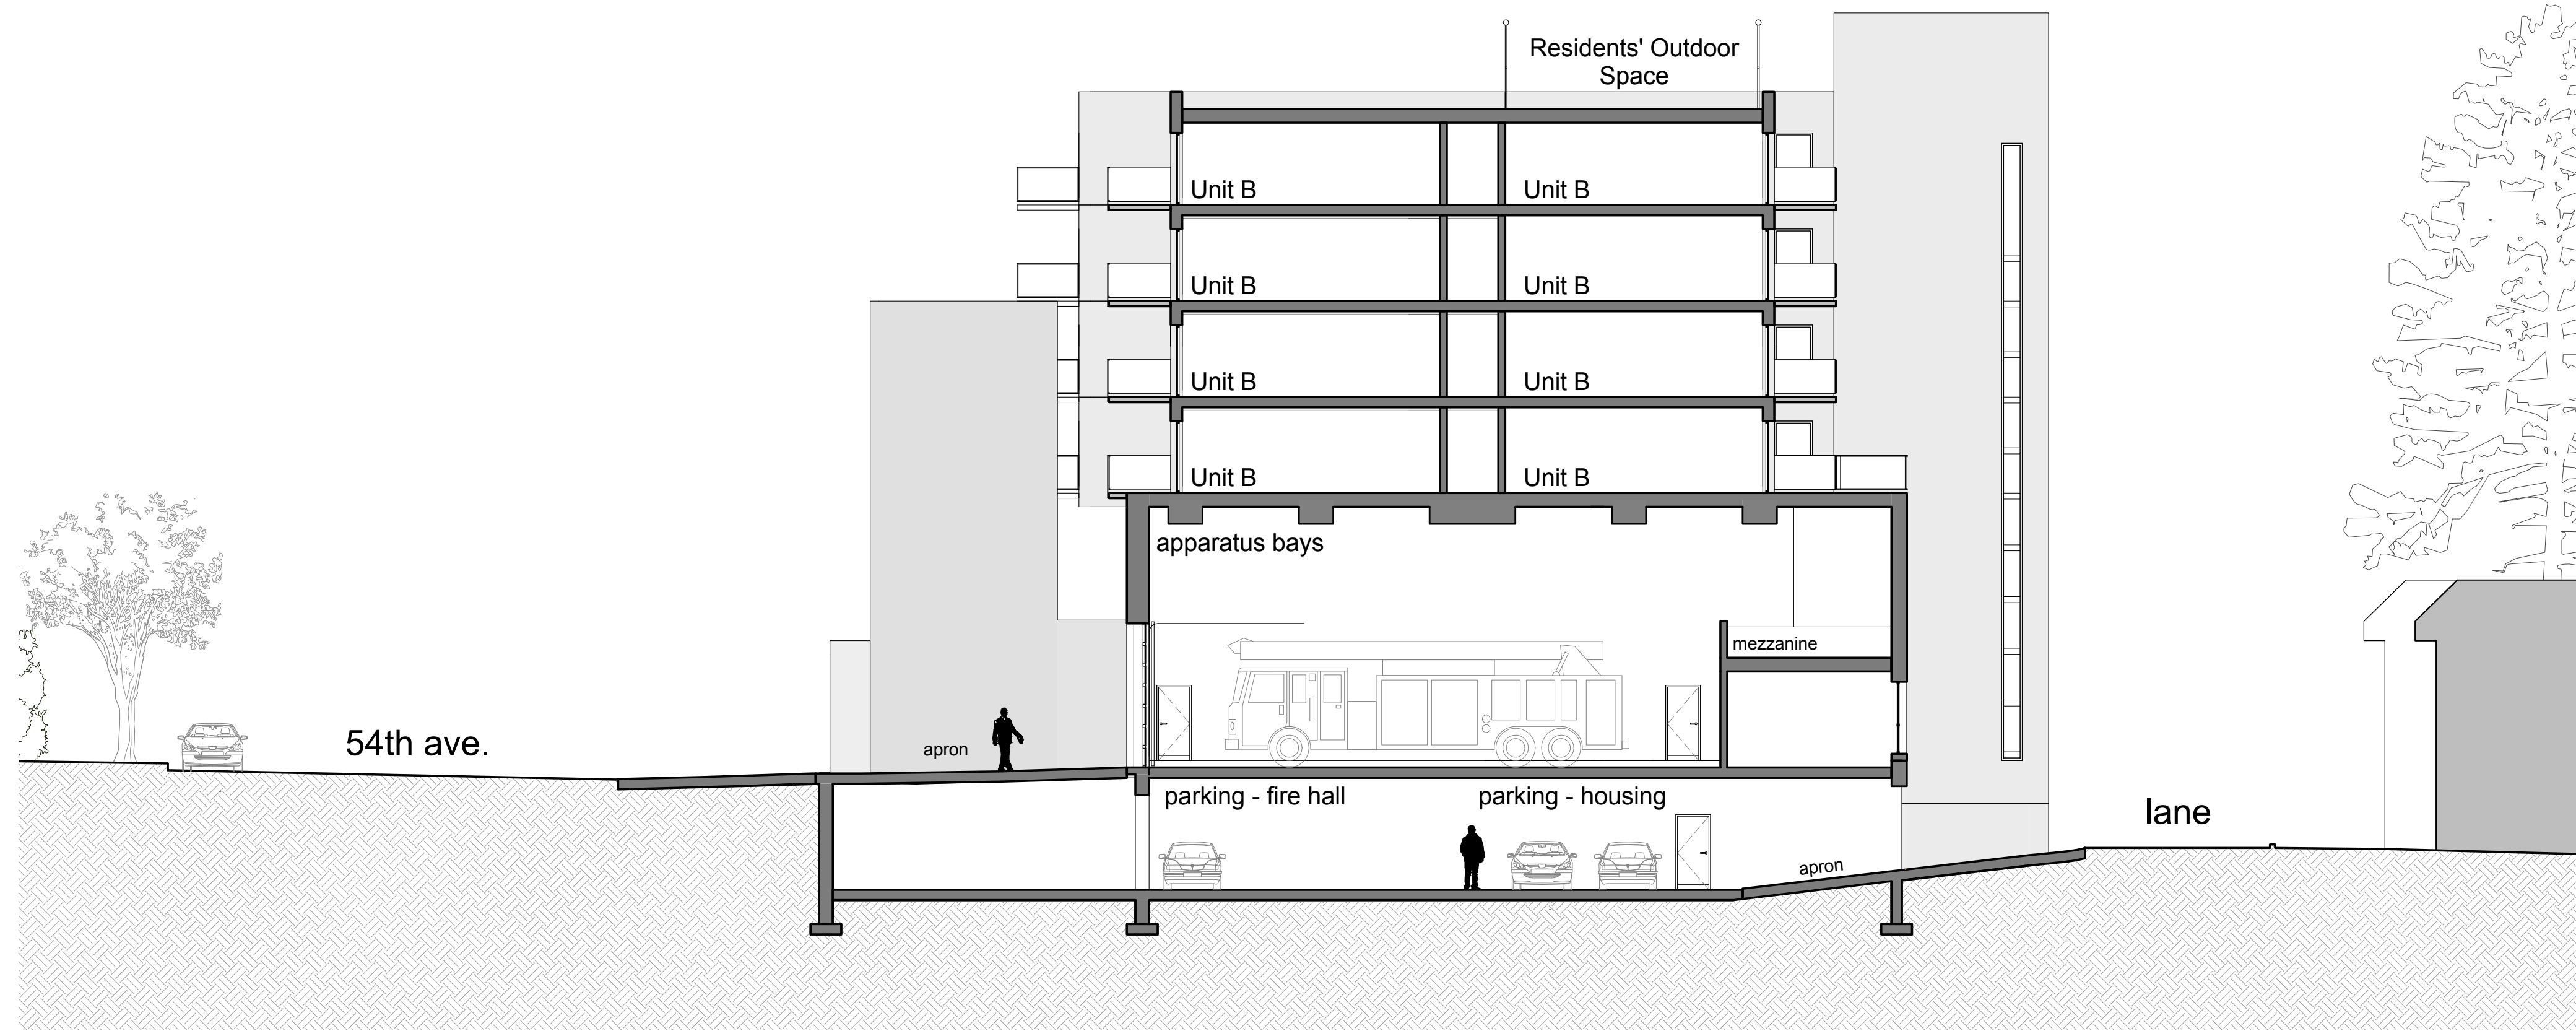 Residents' Outdoor
Space
Unit B
Unit B
Unit B
Unit B
Unit B
Unit B
Unit B
Unit B
apparatus bays
mezzanine
54th ave.
apron
parking - fire hall
parking - housing
lane
apron